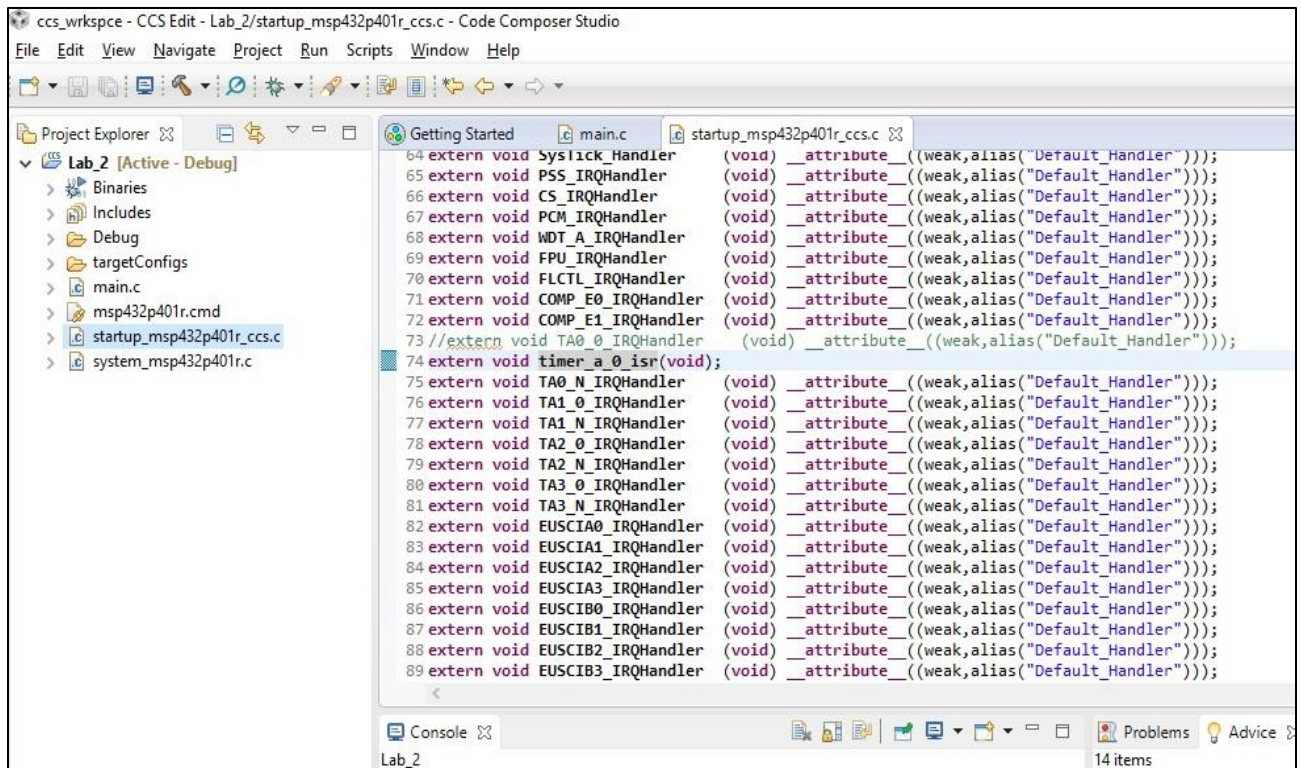 ccs_wrkspce - CCS Edit - Lab_2/startup_msp432p401r_ccs.c - Code Composer Studio
File Edit View Navigate Project Run Scripts Window Help
Project Explorer
Lab_2 [Active - Debug]
Binaries
Includes
Debug
targetConfigs
main.c
msp432p401r.cmd
startup_msp432p401r_ccs.c
system_msp432p401r.c
Getting Started main.c startup_msp432p401r_ccs.c
64 extern void SysTick_Handler (void) __attribute__((weak,alias("Default_Handler")));
65 extern void PSS_IRQHandler (void) __attribute__((weak,alias("Default_Handler")));
66 extern void CS_IRQHandler (void) __attribute__((weak,alias("Default_Handler")));
67 extern void PCM_IRQHandler (void) __attribute__((weak,alias("Default_Handler")));
68 extern void WDT_A_IRQHandler (void) __attribute__((weak,alias("Default_Handler")));
69 extern void FPU_IRQHandler (void) __attribute__((weak,alias("Default_Handler")));
70 extern void FLCTL_IRQHandler (void) __attribute__((weak,alias("Default_Handler")));
71 extern void COMP_E0_IRQHandler (void) __attribute__((weak,alias("Default_Handler")));
72 extern void COMP_E1_IRQHandler (void) __attribute__((weak,alias("Default_Handler")));
73 //extern void TA0_0_IRQHandler (void) __attribute__((weak,alias("Default_Handler")));
74 extern void timer_a_0_isr(void);
75 extern void TA0_N_IRQHandler (void) __attribute__((weak,alias("Default_Handler")));
76 extern void TA1_0_IRQHandler (void) __attribute__((weak,alias("Default_Handler")));
77 extern void TA1_N_IRQHandler (void) __attribute__((weak,alias("Default_Handler")));
78 extern void TA2_0_IRQHandler (void) __attribute__((weak,alias("Default_Handler")));
79 extern void TA2_N_IRQHandler (void) __attribute__((weak,alias("Default_Handler")));
80 extern void TA3_0_IRQHandler (void) __attribute__((weak,alias("Default_Handler")));
81 extern void TA3_N_IRQHandler (void) __attribute__((weak,alias("Default_Handler")));
82 extern void EUSCIA0_IRQHandler (void) __attribute__((weak,alias("Default_Handler")));
83 extern void EUSCIA1_IRQHandler (void) __attribute__((weak,alias("Default_Handler")));
84 extern void EUSCIA2_IRQHandler (void) __attribute__((weak,alias("Default_Handler")));
85 extern void EUSCIA3_IRQHandler (void) __attribute__((weak,alias("Default_Handler")));
86 extern void EUSCIB0_IRQHandler (void) __attribute__((weak,alias("Default_Handler")));
87 extern void EUSCIB1_IRQHandler (void) __attribute__((weak,alias("Default_Handler")));
88 extern void EUSCIB2_IRQHandler (void) __attribute__((weak,alias("Default_Handler")));
89 extern void EUSCIB3_IRQHandler (void) __attribute__((weak,alias("Default_Handler")));
Console
Lab_2
Problems Advice
14 items